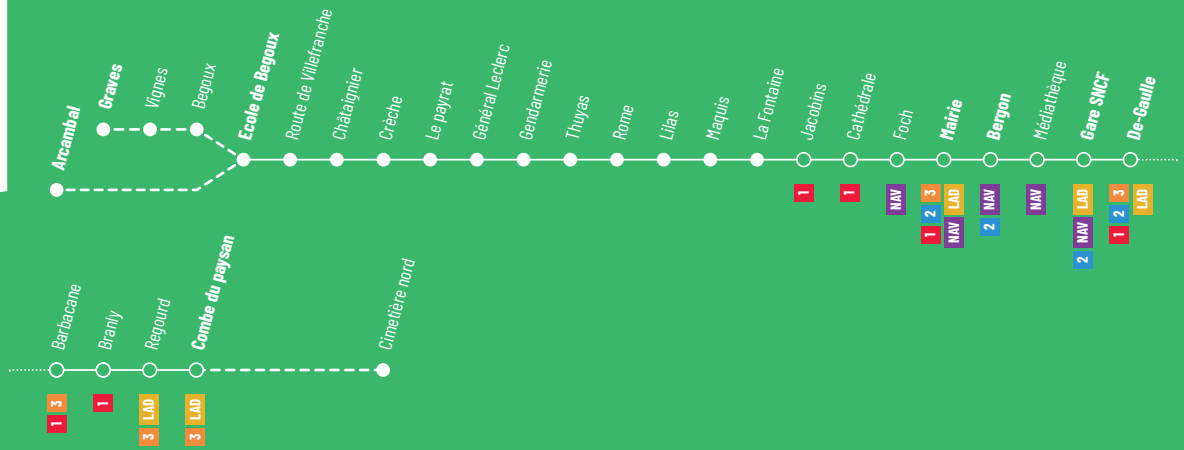 Arcambal
Graves
Vignes
Begoux
Ecole de Begoux
Route de Villefranche
Châtaignier
Crèche
Le payrat
Général Leclerc
Gendarmerie
Thuyas
Rome
Lilas
Maquis
La Fontaine
Jacobins
1
Cathédrale
1
Foch
NAV
Mairie
1 2 3
NAV LAD
Bergon
2 NAV
Médiathèque
NAV
Gare SNCF
2 NAV LAD
De-Gaulle
1 2 3
LAD
Barbacane
1 3
Branly
1
Regourd
3 LAD
Combe du paysan
3 LAD
Cimetière nord